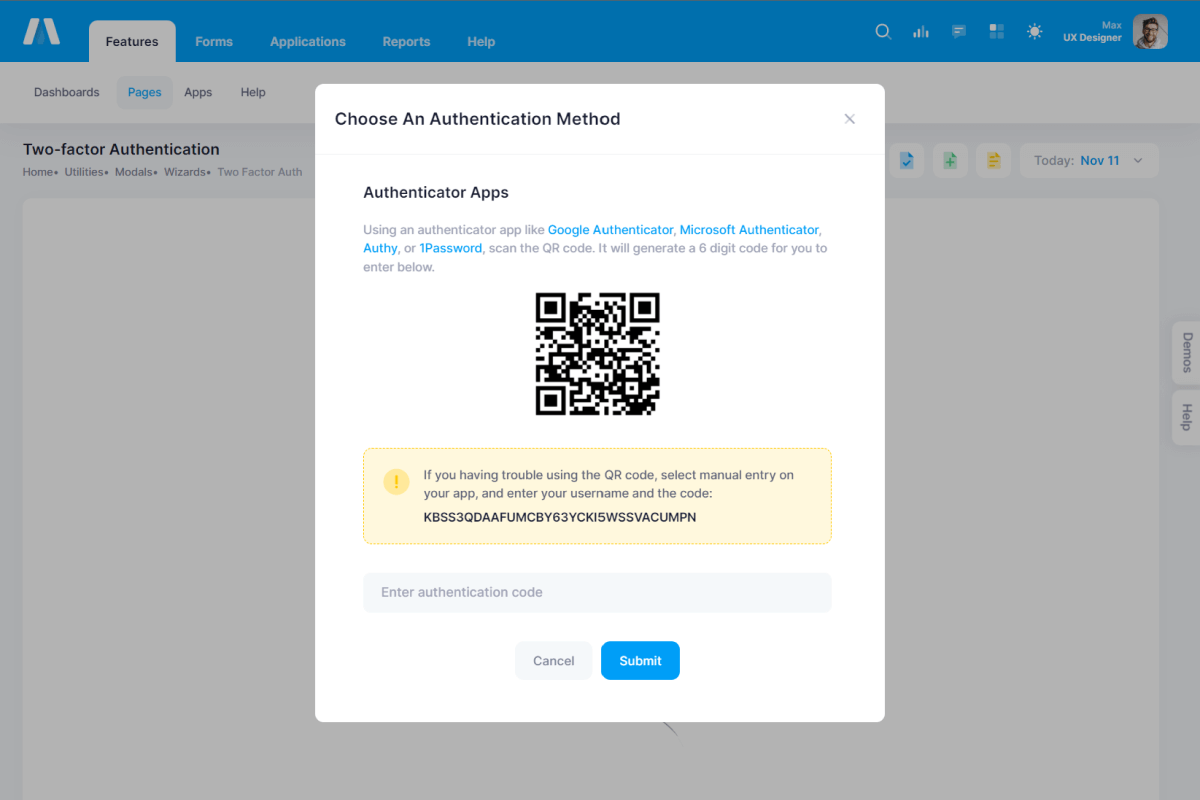 Features
Forms
Applications
Reports
Help
Max
UX Designer
Dashboards
Pages
Apps
Help
Two-factor Authentication
Home• Utilities• Modals• Wizards• Two Factor Auth
Today: Nov 11
Choose An Authentication Method
Authenticator Apps
Using an authenticator app like Google Authenticator, Microsoft Authenticator,
Authy, or 1Password, scan the QR code. It will generate a 6 digit code for you to
enter below.
!
If you having trouble using the QR code, select manual entry on
your app, and enter your username and the code:
KBSS3QDAAFUMCBY63YCKI5WSSVACUMPN
Enter authentication code
Cancel
Submit
Demos
Help